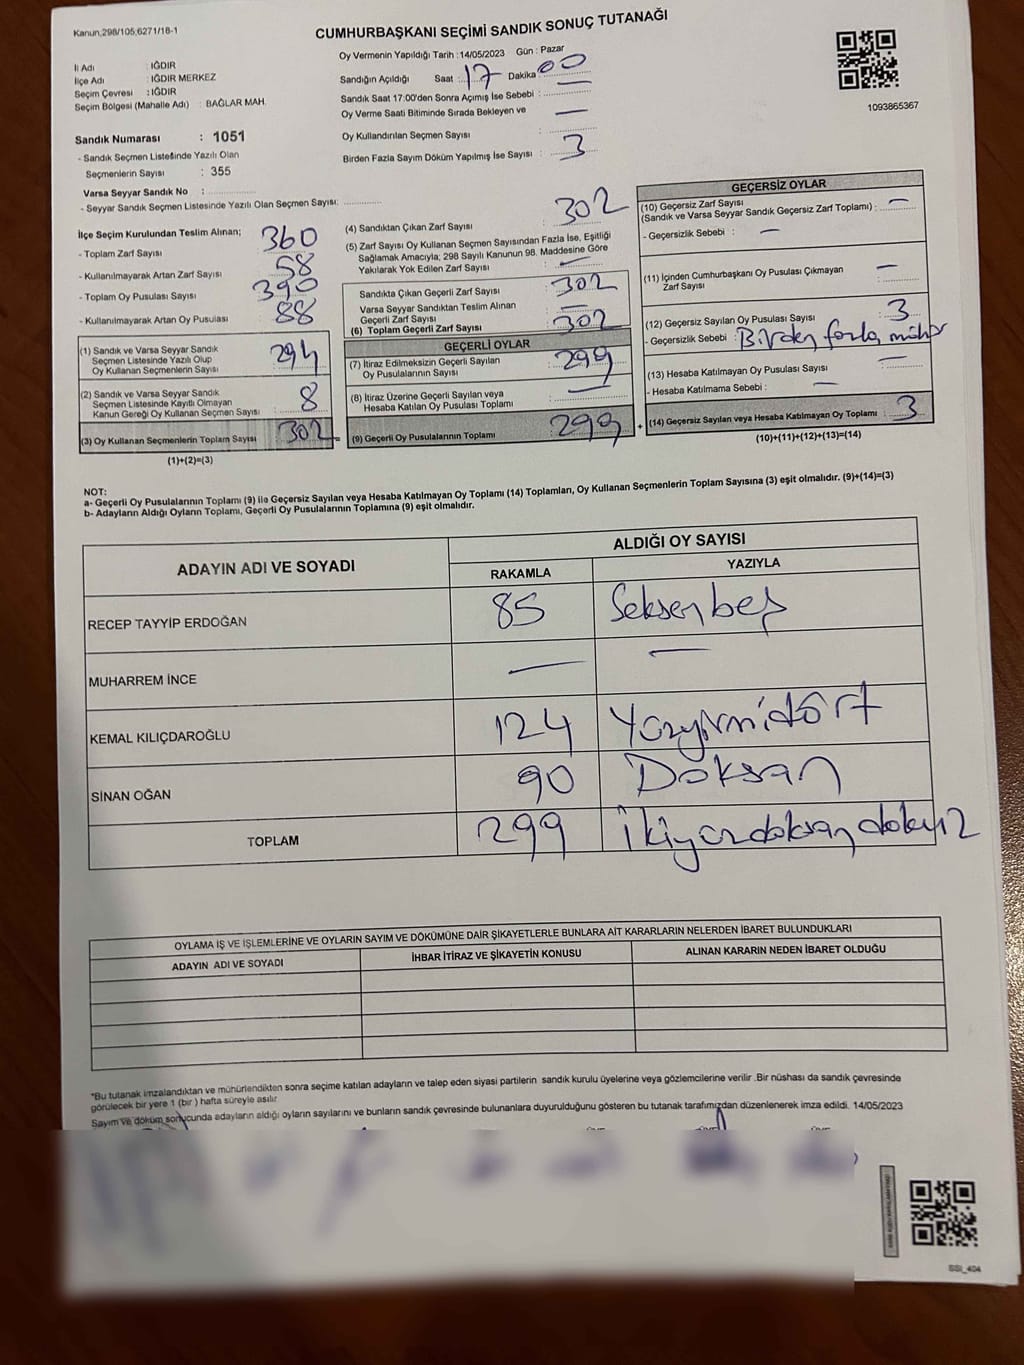 Kanun,298/105;6271/18-1
CUMHURBAŞKANI SEÇİMİ SANDIK SONUÇ TUTANAĞI
İl Adı : IĞDIR
İlçe Adı : IĞDIR MERKEZ
Seçim Çevresi : IĞDIR
Seçim Bölgesi (Mahalle Adı) : BAĞLAR MAH.
Sandık Numarası : 1051
- Sandık Seçmen Listesinde Yazılı Olan
Seçmenlerin Sayısı : 355
Varsa Seyyar Sandık No :
- Seyyar Sandık Seçmen Listesinde Yazılı Olan Seçmen Sayısı:
Oy Vermenin Yapıldığı Tarih :14/05/2023 Gün : Pazar
Sandığın Açıldığı Saat : 17 Dakika : 00
Sandık Saat 17:00'den Sonra Açımış İse Sebebi : —
Oy Verme Saati Bitiminde Sırada Bekleyen ve
Oy Kullandırılan Seçmen Sayısı : —
Birden Fazla Sayım Döküm Yapılmış İse Sayısı : 3
1093865367
İlçe Seçim Kurulundan Teslim Alınan;
- Toplam Zarf Sayısı : 360
- Kullanılmayarak Artan Zarf Sayısı : 58
- Toplam Oy Pusulası Sayısı : 390
- Kullanılmayarak Artan Oy Pusulası : 88
(1) Sandık ve Varsa Seyyar Sandık
Seçmen Listesinde Yazılı Olup
Oy Kullanan Seçmenlerin Sayısı : 294
(2) Sandık ve Varsa Seyyar Sandık
Seçmen Listesinde Kayıtlı Olmayan
Kanun Gereği Oy Kullanan Seçmen Sayısı : 8
(3) Oy Kullanan Seçmenlerin Toplam Sayısı : 302 =
(1)+(2)=(3)
(4) Sandıktan Çıkan Zarf Sayısı : 302
(5) Zarf Sayısı Oy Kullanan Seçmen Sayısından Fazla İse, Eşitliği
Sağlamak Amacıyla; 298 Sayılı Kanunun 98. Maddesine Göre
Yakılarak Yok Edilen Zarf Sayısı : —
Sandıkta Çıkan Geçerli Zarf Sayısı : 302
Varsa Seyyar Sandıktan Teslim Alınan
Geçerli Zarf Sayısı : —
(6) Toplam Geçerli Zarf Sayısı : 302
GEÇERLİ OYLAR
(7) İtiraz Edilmeksizin Geçerli Sayılan
Oy Pusulalarının Sayısı : 299
(8) İtiraz Üzerine Geçerli Sayılan veya
Hesaba Katılan Oy Pusulası Toplamı : —
(9) Geçerli Oy Pusulalarının Toplamı : 299 +
GEÇERSİZ OYLAR
(10) Geçersiz Zarf Sayısı
(Sandık ve Varsa Seyyar Sandık Geçersiz Zarf Toplamı) : —
- Geçersizlik Sebebi : —
(11) İçinden Cumhurbaşkanı Oy Pusulası Çıkmayan
Zarf Sayısı : —
(12) Geçersiz Sayılan Oy Pusulası Sayısı : 3
- Geçersizlik Sebebi : Birden fazla mühür
(13) Hesaba Katılmayan Oy Pusulası Sayısı : —
- Hesaba Katılmama Sebebi : —
(14) Geçersiz Sayılan veya Hesaba Katılmayan Oy Toplamı : 3
(10)+(11)+(12)+(13)=(14)
NOT:
a- Geçerli Oy Pusulalarının Toplamı (9) ile Geçersiz Sayılan veya Hesaba Katılmayan Oy Toplamı (14) Toplamları, Oy Kullanan Seçmenlerin Toplam Sayısına (3) eşit olmalıdır. (9)+(14)=(3)
b- Adayların Aldığı Oyların Toplamı, Geçerli Oy Pusulalarının Toplamına (9) eşit olmalıdır.
ADAYIN ADI VE SOYADI
ALDIĞI OY SAYISI
RAKAMLA YAZIYLA
RECEP TAYYİP ERDOĞAN 85 Seksenbeş
MUHARREM İNCE — —
KEMAL KILIÇDAROĞLU 124 Yüzyirmidört
SİNAN OĞAN 90 Doksan
TOPLAM 299 İkiyüzdoksandokuz
OYLAMA İŞ VE İŞLEMLERİNE VE OYLARIN SAYIM VE DÖKÜMÜNE DAİR ŞİKAYETLERLE BUNLARA AİT KARARLARIN NELERDEN İBARET BULUNDUKLARI
ADAYIN ADI VE SOYADI İHBAR İTİRAZ VE ŞİKAYETİN KONUSU ALINAN KARARIN NEDEN İBARET OLDUĞU
*Bu tutanak imzalandıktan ve mühürlendikten sonra seçime katılan adayların ve talep eden siyasi partilerin sandık kurulu üyelerine veya gözlemcilerine verilir .Bir nüshası da sandık çevresinde
görülecek bir yere 1 (bir ) hafta süreyle asılır
Sayım ve döküm sonucunda adayların aldığı oyların sayılarını ve bunların sandık çevresinde bulunanlara duyurulduğunu gösteren bu tutanak tarafımızdan düzenlenerek imza edildi. 14/05/2023
SSI_404